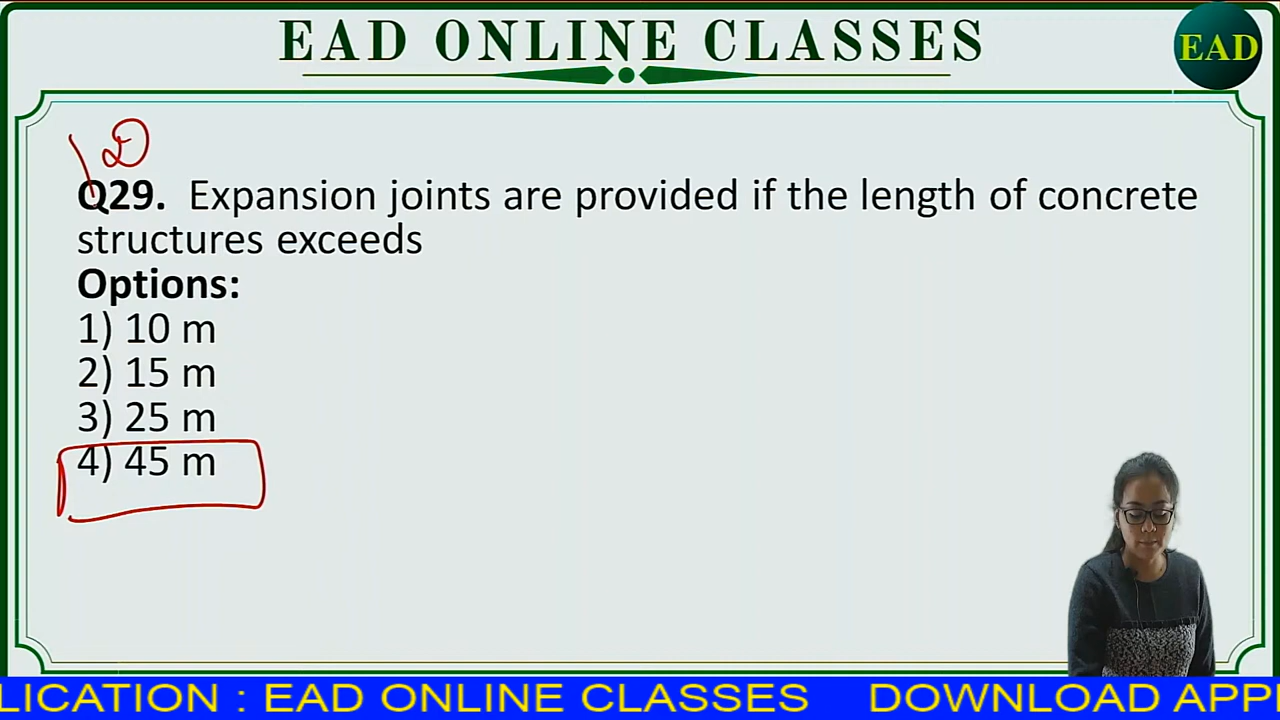 EAD ONLINE CLASSES
EAD
Q29. Expansion joints are provided if the length of concrete
structures exceeds
Options:
1) 10 m
2) 15 m
3) 25 m
4) 45 m
LICATION : EAD ONLINE CLASSES DOWNLOAD APP